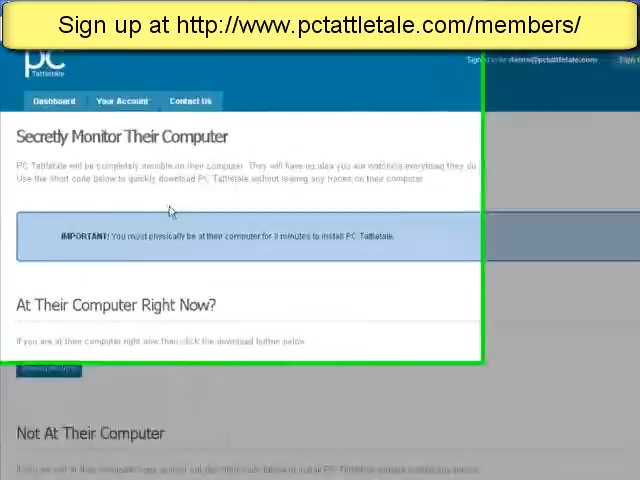 Sign up at http://www.pctattletale.com/members/
pc
Tattletale
Dashboard Your Account Contact Us
Secretly Monitor Their Computer
PC Tattletale will be completely invisible on their computer. They will have no idea you are watching everything they do
Use the short code below to quickly download PC Tattletale without leaving any traces on their computer
IMPORTANT: You must physically be at their computer for 3 minutes to install PC Tattletale.
At Their Computer Right Now?
If you are at their computer right now then click the download button below
Not At Their Computer